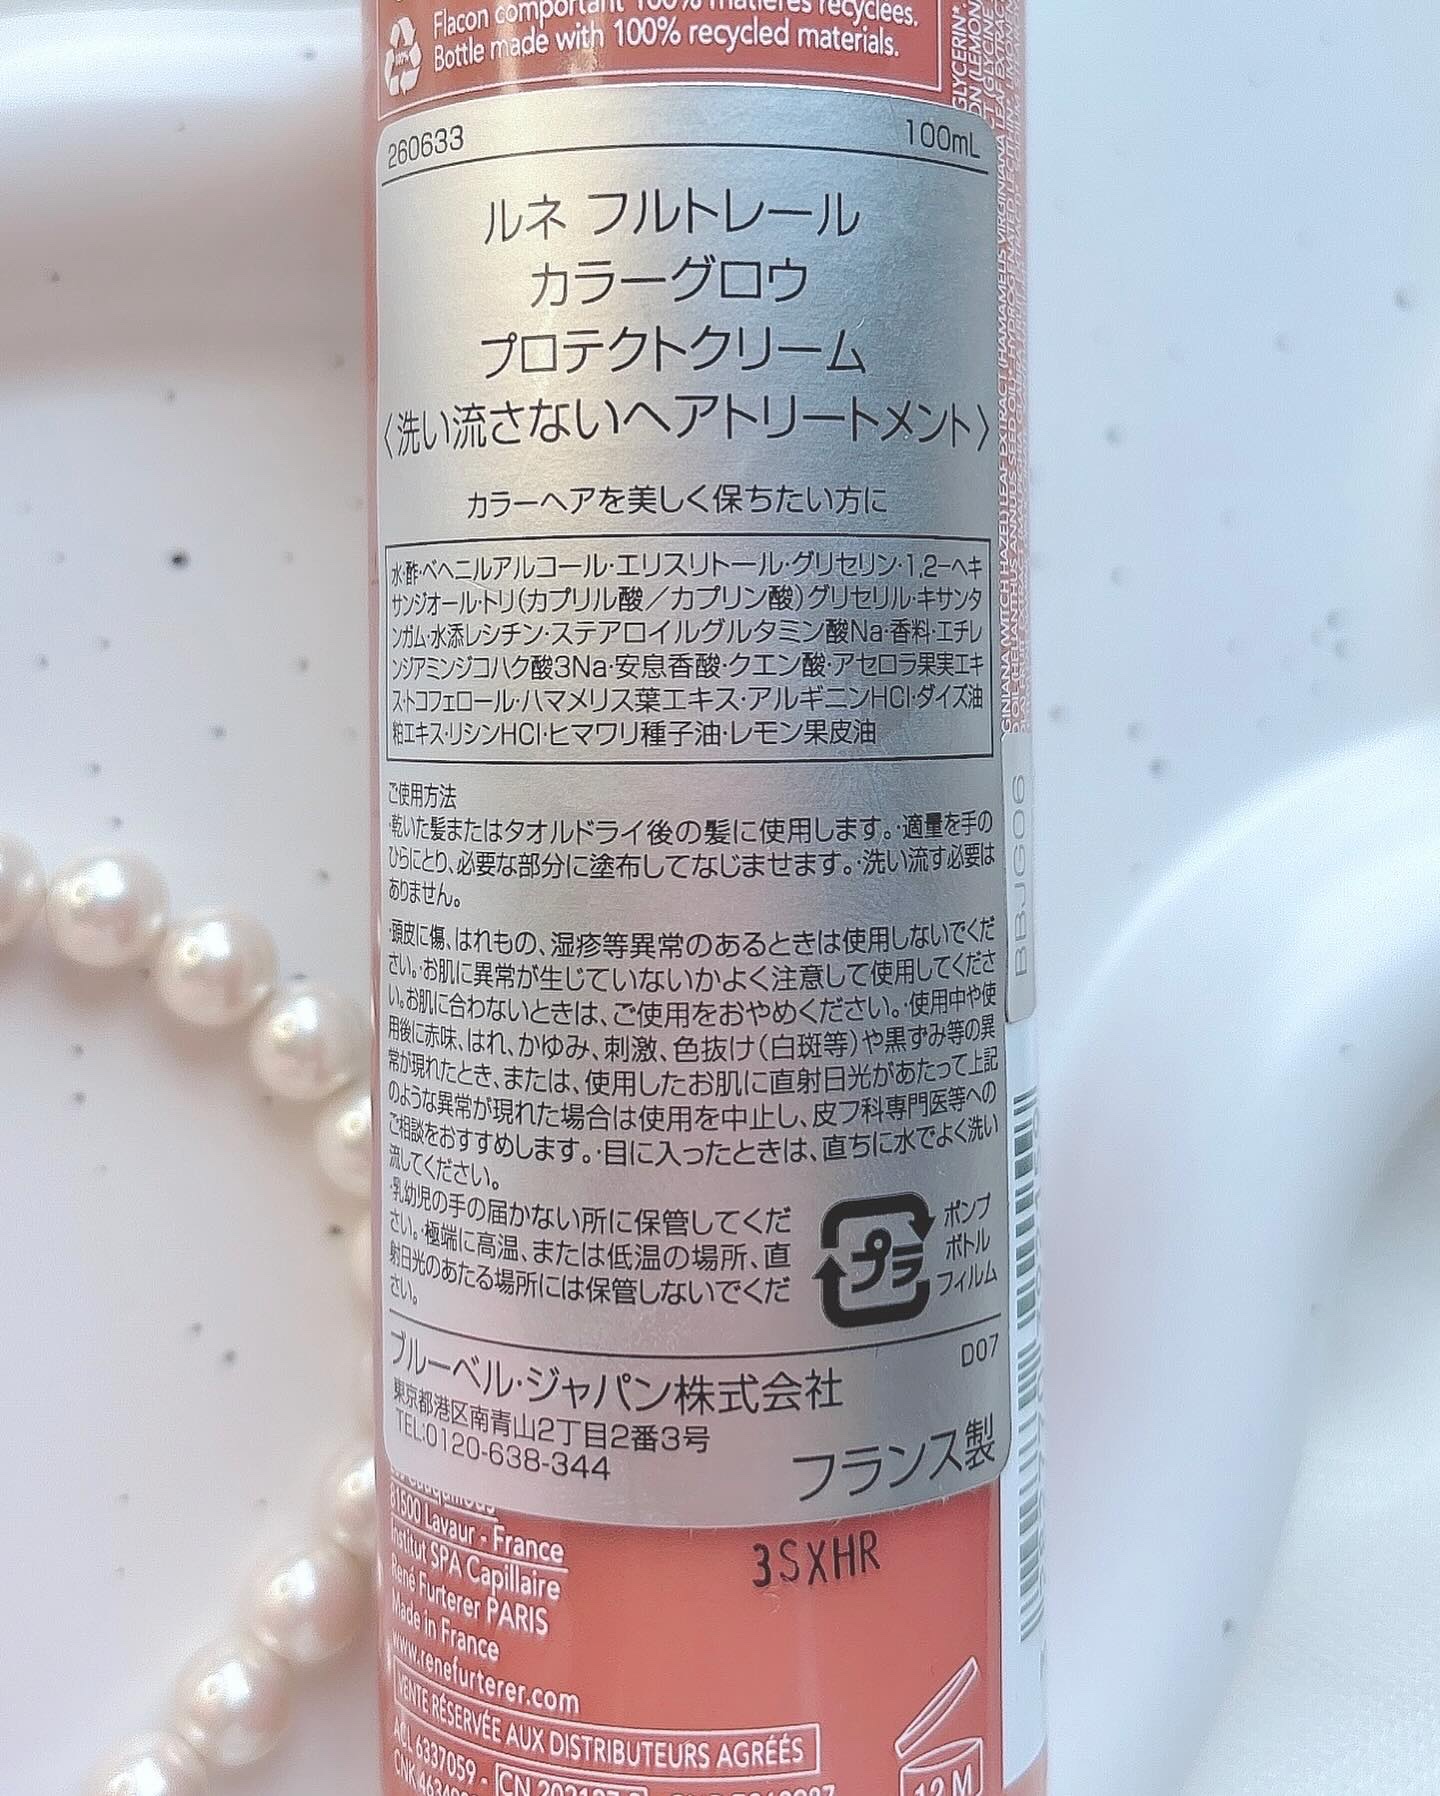 Flacon comportant 100% matières recyclées.
Bottle made with 100% recycled materials.
260633
100mL
ルネ フルトレール
カラーグロウ
プロテクトクリーム
〈洗い流さないヘアトリートメント〉
カラーヘアを美しく保ちたい方に
水・酢・ベヘニルアルコール・エリスリトール・グリセリン・1,2-ヘキ
サンジオール・トリ(カプリル酸／カプリン酸)グリセリル・キサンタ
ンガム・水添レシチン・ステアロイルグルタミン酸Na・香料・エチレ
ンジアミンジコハク酸3Na・安息香酸・クエン酸・アセロラ果実エキ
ス・トコフェロール・ハマメリス葉エキス・アルギニンHCl・ダイズ油
粕エキス・リシンHCl・ヒマワリ種子油・レモン果皮油
ご使用方法
・乾いた髪またはタオルドライ後の髪に使用します。・適量を手の
ひらにとり、必要な部分に塗布してなじませます。・洗い流す必要は
ありません。
・頭皮に傷、はれもの、湿疹等異常のあるときは使用しないでくだ
さい。・お肌に異常が生じていないかよく注意して使用してくださ
い。お肌に合わないときは、ご使用をおやめください。・使用中や使
用後に赤味、はれ、かゆみ、刺激、色抜け(白斑等)や黒ずみ等の異
常が現れたとき、または、使用したお肌に直射日光があたって上記
のような異常が現れた場合は使用を中止し、皮フ科専門医等への
ご相談をおすすめします。・目に入ったときは、直ちに水でよく洗い
流してください。
・乳幼児の手の届かない所に保管してくだ
さい。・極端に高温、または低温の場所、直
射日光のあたる場所には保管しないでくだ
さい。
プラ
ポンプ
ボトル
フィルム
D07
ブルーベル・ジャパン株式会社
東京都港区南青山2丁目2番3号
TEL:0120-638-344
フランス製
BBJG06
81500 Lavaur - France
Institut SPA Capillaire
René Furterer PARIS
Made in France
www.renefurterer.com
VENTE RÉSERVÉE AUX DISTRIBUTEURS AGRÉÉS
ACL 6337059 -
3SXHR
12 M